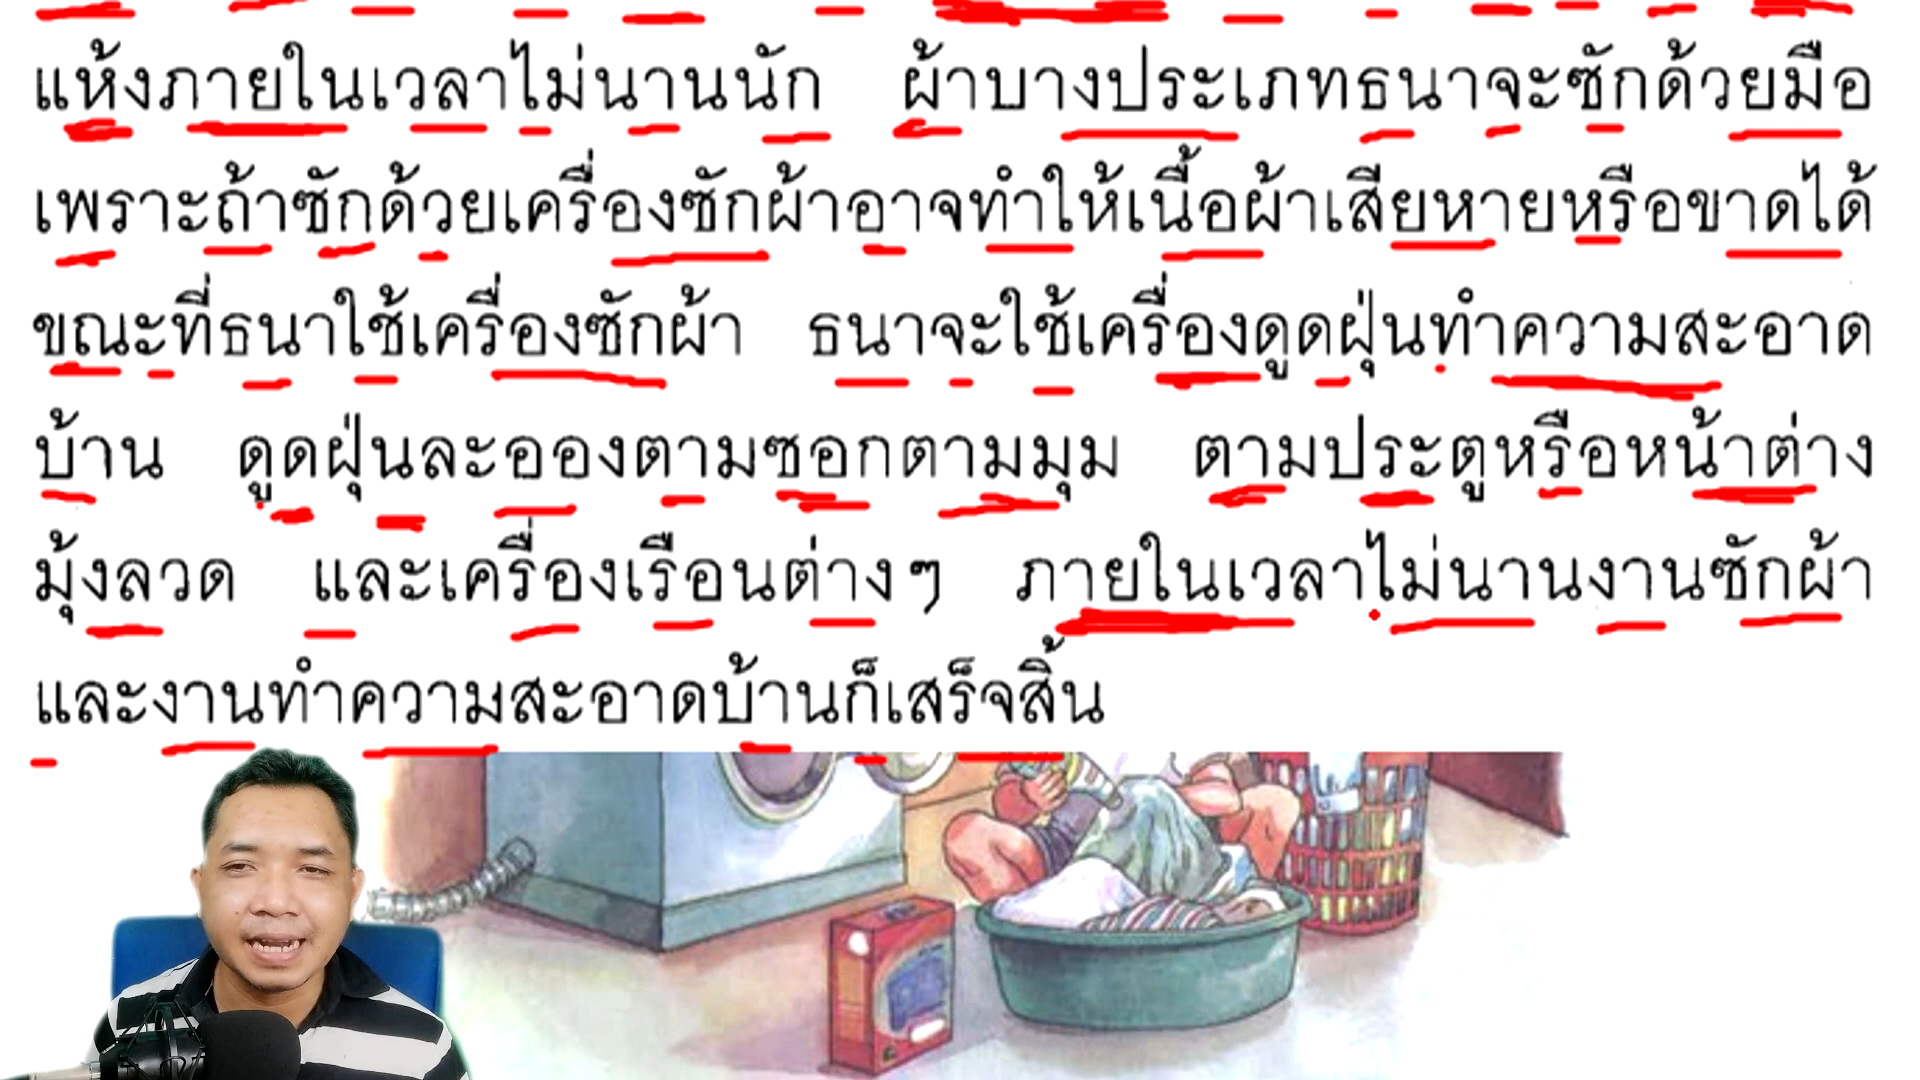 แห้งภายในเวลาไม่นานนัก ผ้าบางประเภทธนาจะซักด้วยมือ
เพราะถ้าซักด้วยเครื่องซักผ้าอาจทำให้เนื้อผ้าเสียหายหรือขาดได้
ขณะที่ธนาใช้เครื่องซักผ้า ธนาจะใช้เครื่องดูดฝุ่นทำความสะอาด
บ้าน ดูดฝุ่นละอองตามซอกตามมุม ตามประตูหรือหน้าต่าง
มุ้งลวด และเครื่องเรือนต่างๆ ภายในเวลาไม่นานงานซักผ้า
และงานทำความสะอาดบ้านก็เสร็จสิ้น